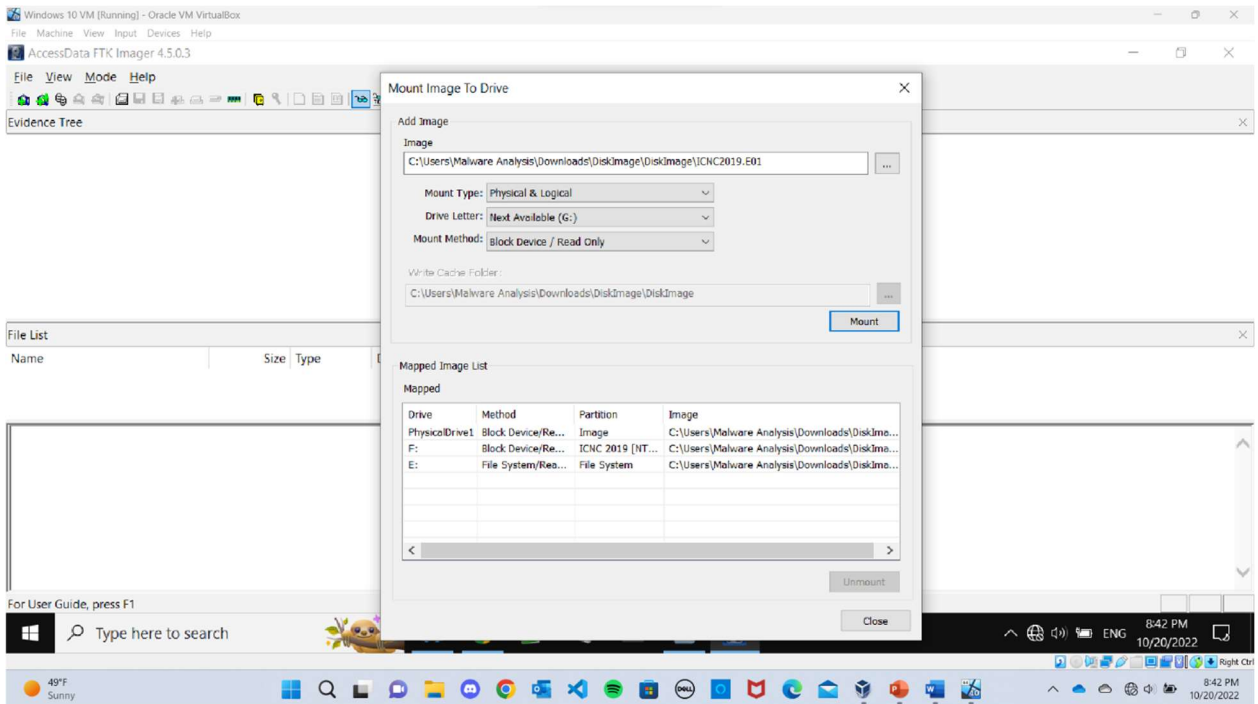 Windows 10 VM [Running] - Oracle VM VirtualBox
File Machine View Input Devices Help
AccessData FTK Imager 4.5.0.3
File View Mode Help
Evidence Tree
File List
Name Size Type
Mount Image To Drive
Add Image
Image
C:\Users\Malware Analysis\Downloads\DiskImage\DiskImage\ICNC2019.E01
...
Mount Type: Physical & Logical
Drive Letter: Next Available (G:)
Mount Method: Block Device / Read Only
Write Cache Folder:
C:\Users\Malware Analysis\Downloads\DiskImage\DiskImage
...
Mount
Mapped Image List
Mapped
Drive Method Partition Image
PhysicalDrive1 Block Device/Re... Image C:\Users\Malware Analysis\Downloads\DiskIma...
F: Block Device/Re... ICNC 2019 [NT... C:\Users\Malware Analysis\Downloads\DiskIma...
E: File System/Rea... File System C:\Users\Malware Analysis\Downloads\DiskIma...
Unmount
Close
For User Guide, press F1
Type here to search
ENG
8:42 PM
10/20/2022
Right Ctrl
49°F
Sunny
DELL
8:42 PM
10/20/2022